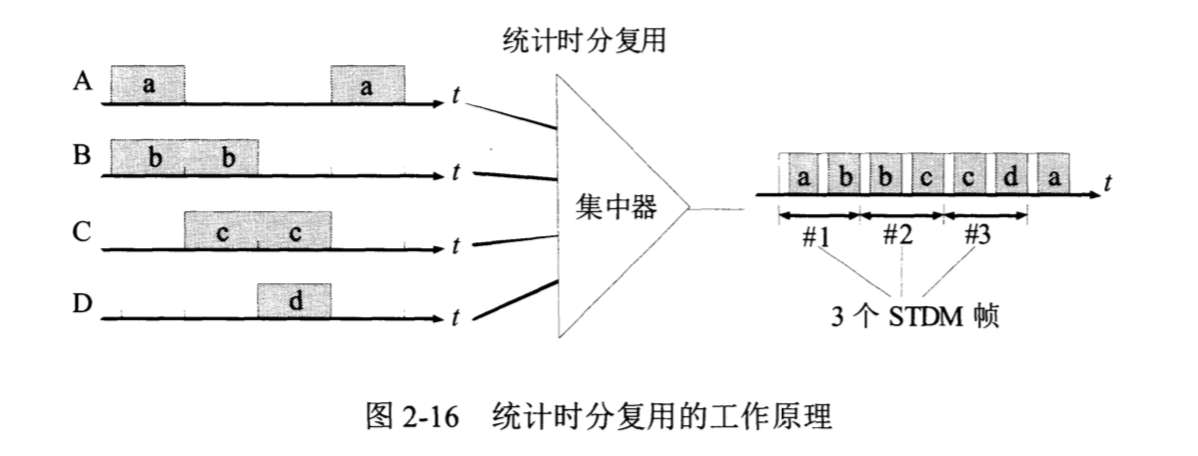 统计时分复用
A a a t
B b b t
C c c t
D d t
集中器
a b b c c d a t
#1 #2 #3
3 个 STDM 帧
图 2-16 统计时分复用的工作原理